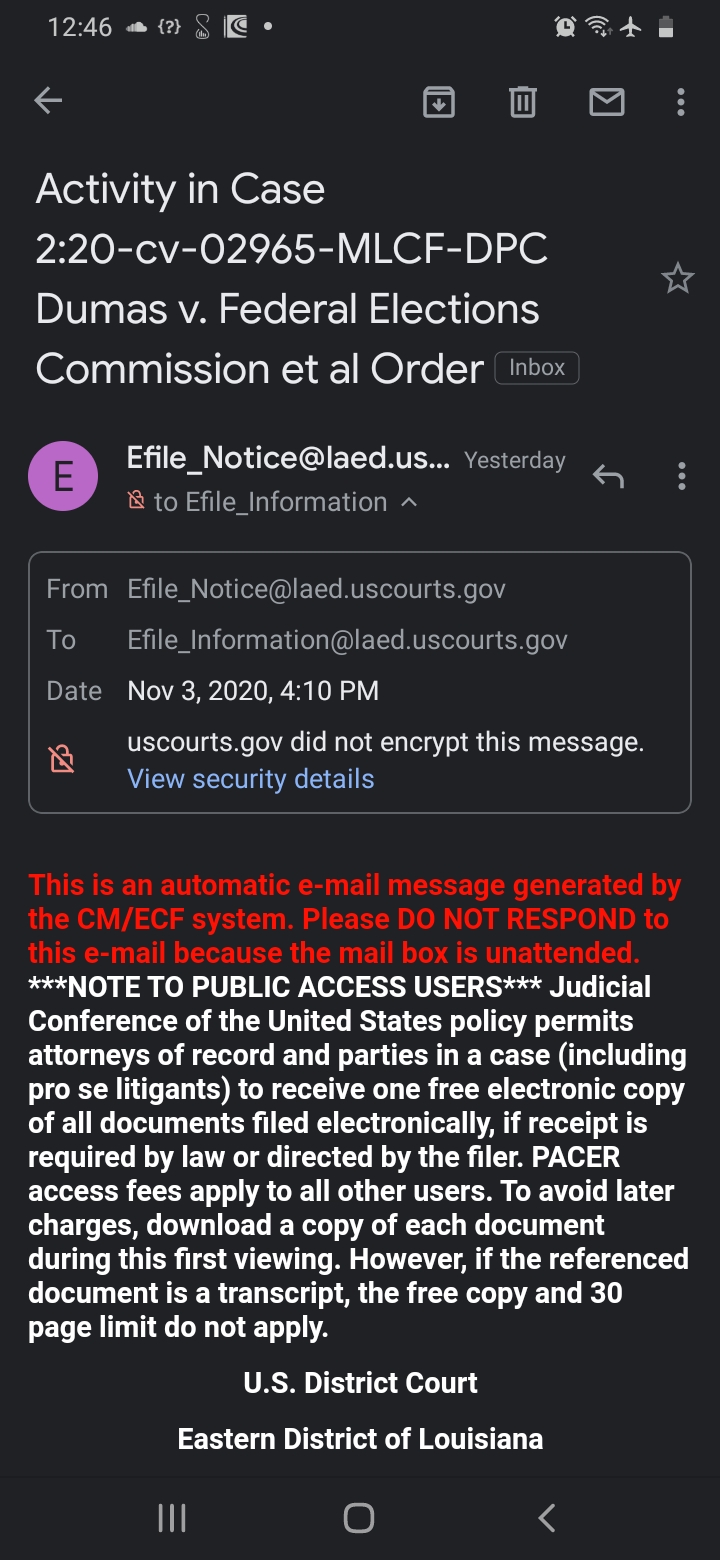 12:46 {?}
Activity in Case
2:20-cv-02965-MLCF-DPC
Dumas v. Federal Elections
Commission et al Order Inbox
E
Efile_Notice@laed.us... Yesterday
to Efile_Information
From Efile_Notice@laed.uscourts.gov
To Efile_Information@laed.uscourts.gov
Date Nov 3, 2020, 4:10 PM
uscourts.gov did not encrypt this message.
View security details
This is an automatic e-mail message generated by
the CM/ECF system. Please DO NOT RESPOND to
this e-mail because the mail box is unattended.
***NOTE TO PUBLIC ACCESS USERS*** Judicial
Conference of the United States policy permits
attorneys of record and parties in a case (including
pro se litigants) to receive one free electronic copy
of all documents filed electronically, if receipt is
required by law or directed by the filer. PACER
access fees apply to all other users. To avoid later
charges, download a copy of each document
during this first viewing. However, if the referenced
document is a transcript, the free copy and 30
page limit do not apply.
U.S. District Court
Eastern District of Louisiana